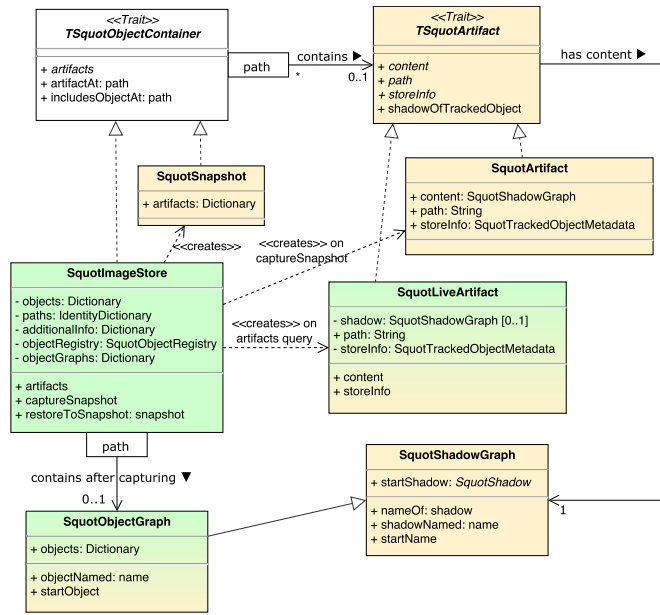 <<Trait>>
TSquotObjectContainer
+ artifacts
+ artifactAt: path
+ includesObjectAt: path
path
contains ▶
*
0..1
<<Trait>>
TSquotArtifact
+ content
+ path
+ storeInfo
+ shadowOfTrackedObject
has content ▶
SquotSnapshot
+ artifacts: Dictionary
SquotArtifact
+ content: SquotShadowGraph
+ path: String
+ storeInfo: SquotTrackedObjectMetadata
<<creates>>
<<creates>> on
captureSnapshot
SquotImageStore
- objects: Dictionary
- paths: IdentityDictionary
- additionalInfo: Dictionary
- objectRegistry: SquotObjectRegistry
- objectGraphs: Dictionary
+ artifacts
+ captureSnapshot
+ restoreToSnapshot: snapshot
<<creates>> on
artifacts query
SquotLiveArtifact
- shadow: SquotShadowGraph [0..1]
+ path: String
- storeInfo: SquotTrackedObjectMetadata
+ content
+ storeInfo
path
contains after capturing ▼
0..1
SquotObjectGraph
+ objects: Dictionary
+ objectNamed: name
+ startObject
SquotShadowGraph
+ startShadow: SquotShadow
+ nameOf: shadow
+ shadowNamed: name
+ startName
1